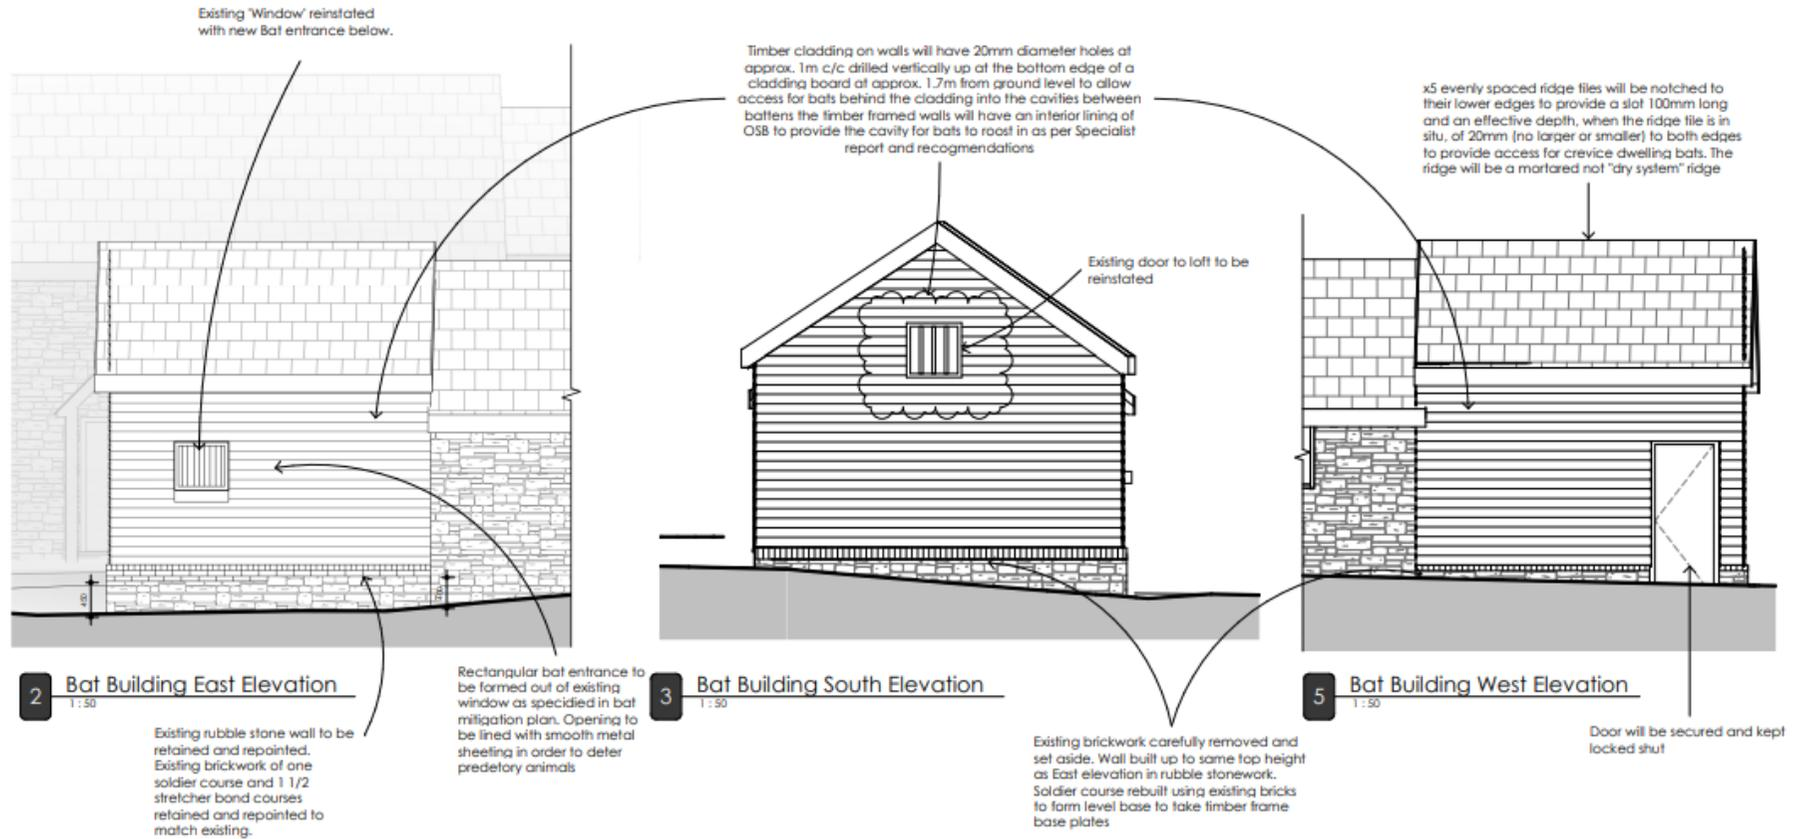 Existing 'Window' reinstated
with new Bat entrance below.
Timber cladding on walls will have 20mm diameter holes at
approx. 1m c/c drilled vertically up at the bottom edge of a
cladding board at approx. 1.7m from ground level to allow
access for bats behind the cladding into the cavities between
battens the timber framed walls will have an interior lining of
OSB to provide the cavity for bats to roost in as per Specialist
report and recogmendations
x5 evenly spaced ridge tiles will be notched to
their lower edges to provide a slot 100mm long
and an effective depth, when the ridge tile is in
situ, of 20mm (no larger or smaller) to both edges
to provide access for crevice dwelling bats. The
ridge will be a mortared not "dry system" ridge
Existing door to loft to be
reinstated
450
2 Bat Building East Elevation
1 : 50
Rectangular bat entrance to
be formed out of existing
window as specidied in bat
mitigation plan. Opening to
be lined with smooth metal
sheeting in order to deter
predetory animals
3 Bat Building South Elevation
1 : 50
5 Bat Building West Elevation
1 : 50
Existing rubble stone wall to be
retained and repointed.
Existing brickwork of one
soldier course and 1 1/2
stretcher bond courses
retained and repointed to
match existing.
Existing brickwork carefully removed and
set aside. Wall built up to same top height
as East elevation in rubble stonework.
Soldier course rebuilt using existing bricks
to form level base to take timber frame
base plates
Door will be secured and kept
locked shut